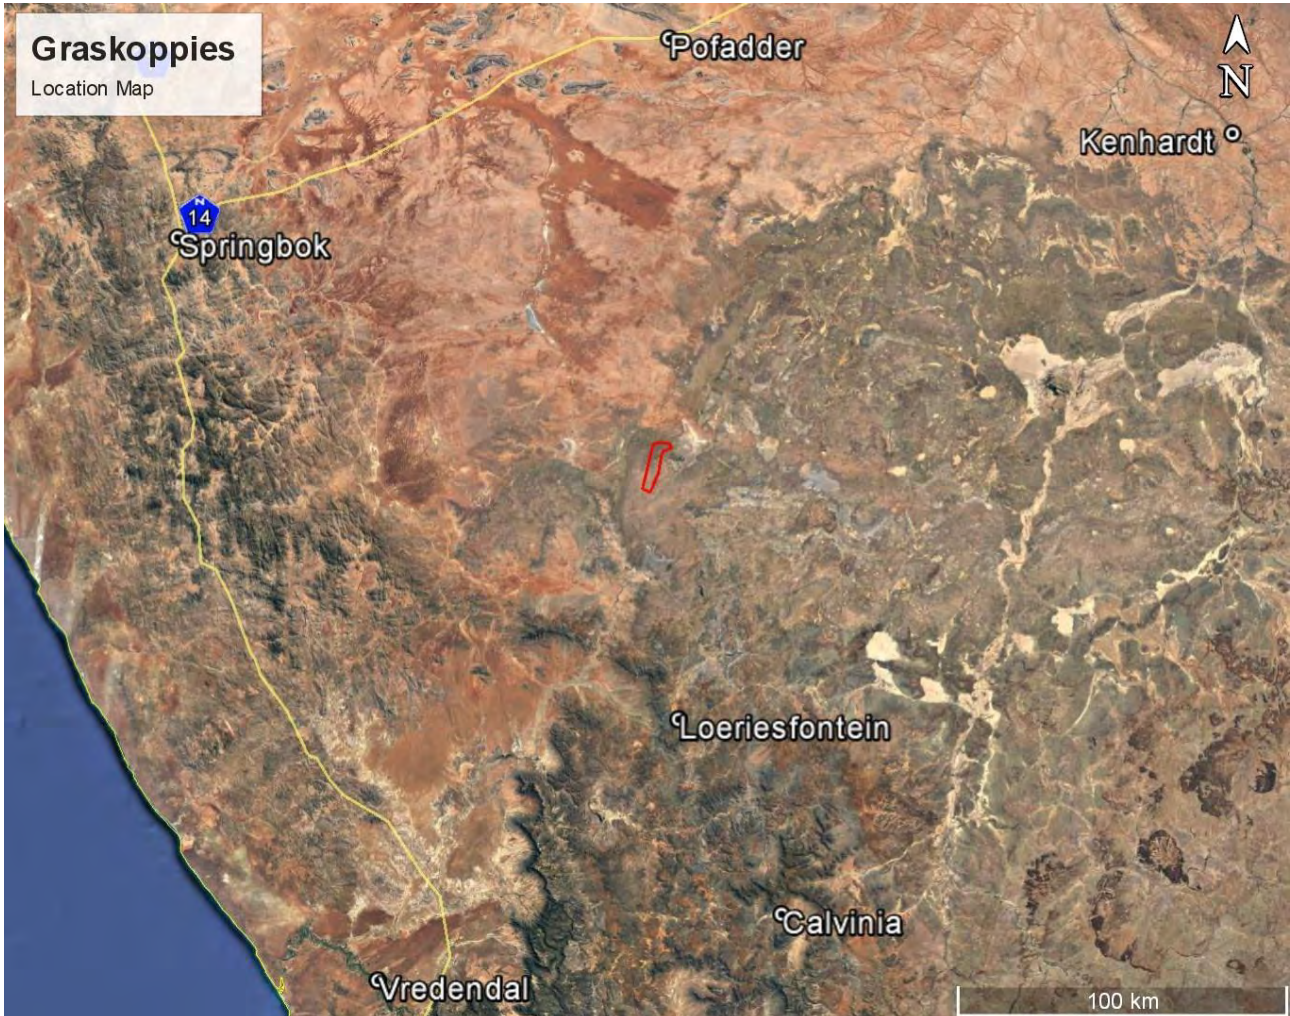 Graskoppies
Location Map
Pofadder
N
Kenhardt
N
14
Springbok
Loeriesfontein
Calvinia
Vredendal
100 km